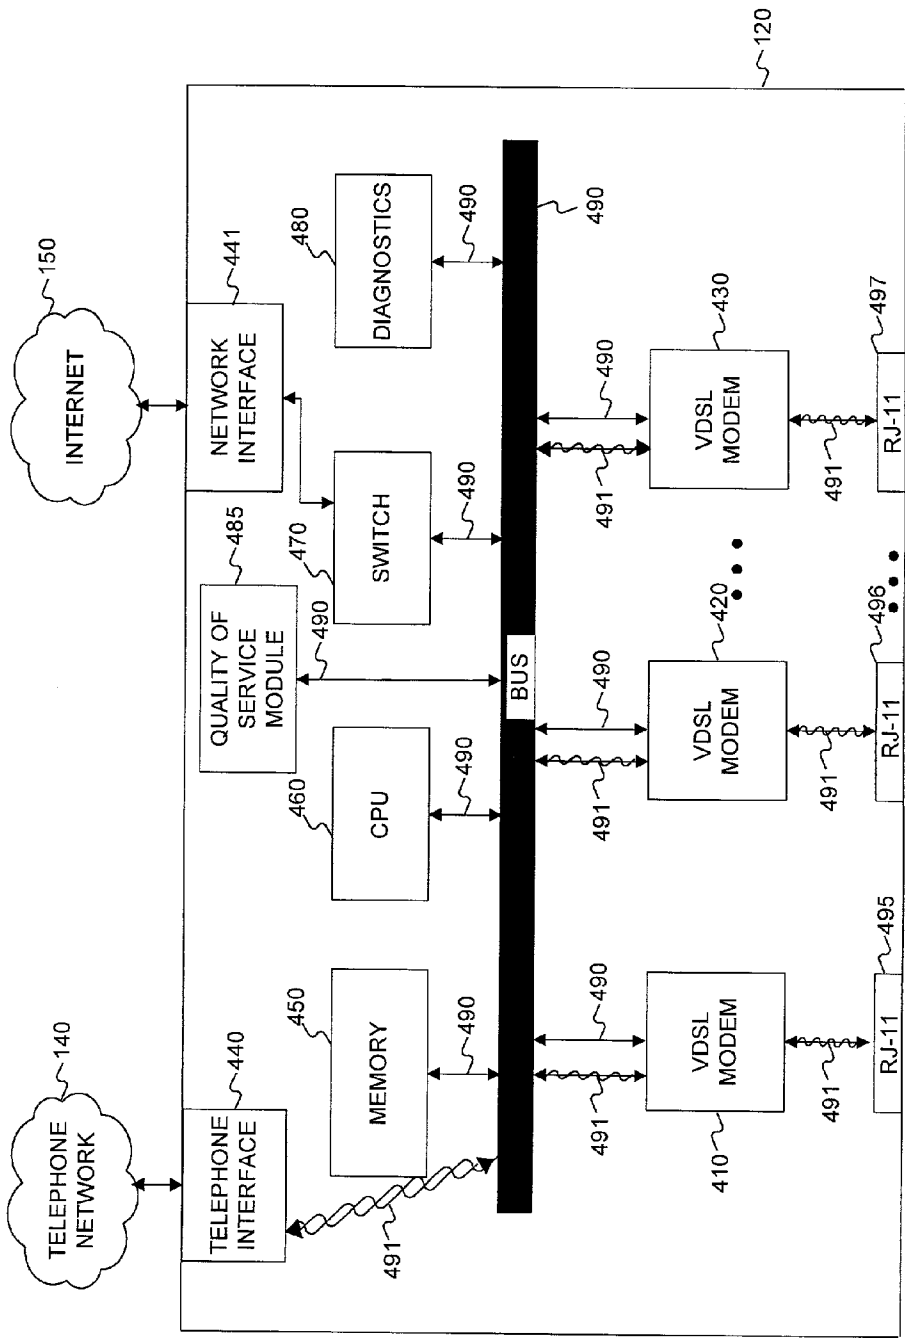 TELEPHONE
NETWORK
140
INTERNET
150
120
TELEPHONE
INTERFACE
440
QUALITY OF
SERVICE
MODULE
485
NETWORK
INTERFACE
441
491
MEMORY
450
490
CPU
460
490
490
SWITCH
470
490
DIAGNOSTICS
480
490
BUS
490
491
490
491
490
491
490
VDSL
MODEM
410
VDSL
MODEM
420
VDSL
MODEM
430
491
491
491
RJ-11
495
RJ-11
496
RJ-11
497